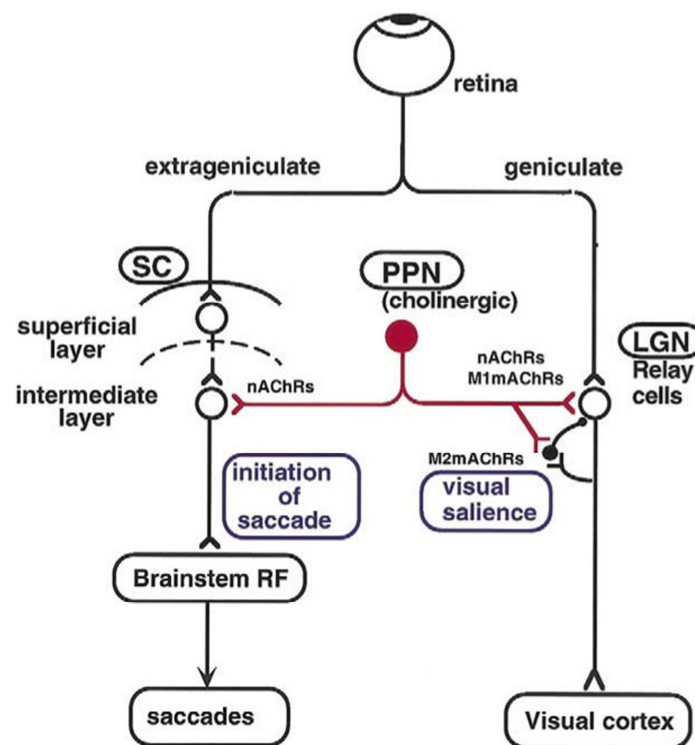 retina
extrageniculate
geniculate
SC
PPN
(cholinergic)
superficial
layer
LGN
Relay
cells
nAChRs
M1mAChRs
intermediate
layer
nAChRs
M2mAChRs
initiation
of
saccade
visual
salience
Brainstem RF
saccades
Visual cortex